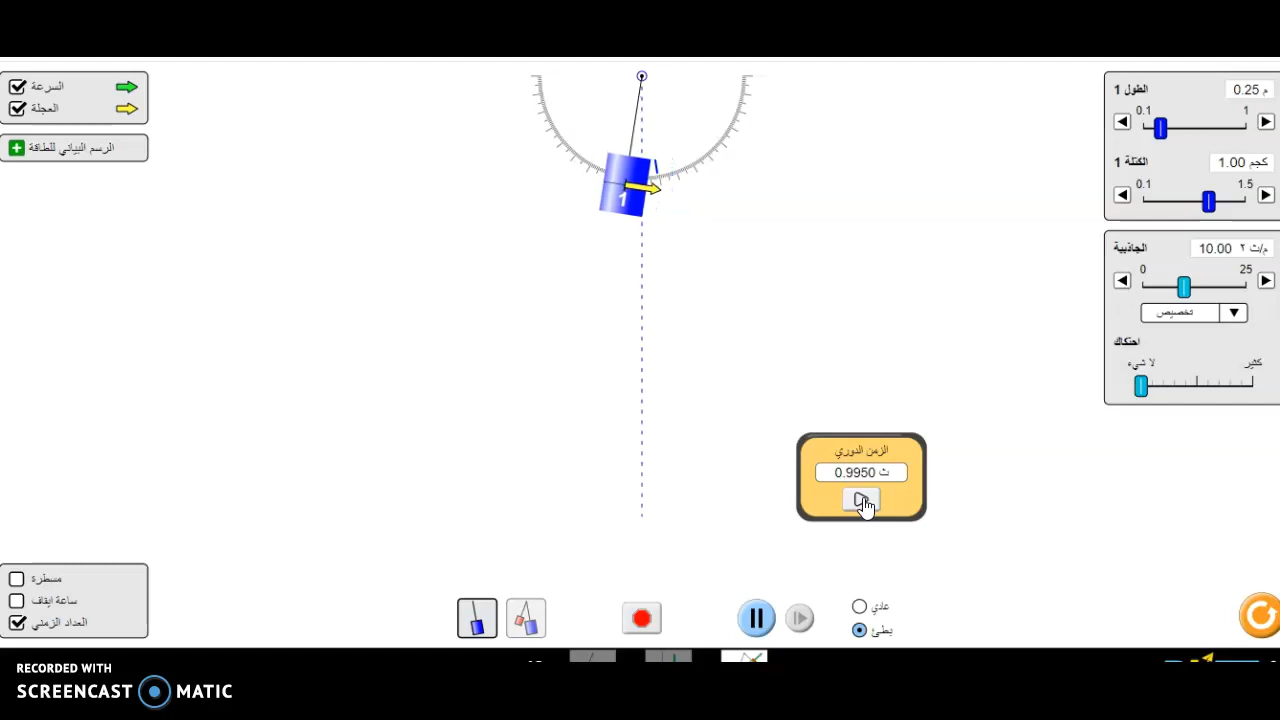 السرعة
العجلة
الرسم البياني للطاقة
الطول 1
0.25 م
0.1 1
الكتلة 1
1.00 كجم
0.1 1.5
الجاذبية
10.00 م/ث ٢
0 25
تخصيص
احتكاك
لا شيء كثير
1
الزمن الدوري
0.9950 ث
مسطرة
ساعة ايقاف
العداد الزمني
عادي
بطئ
RECORDED WITH
SCREENCAST MATIC